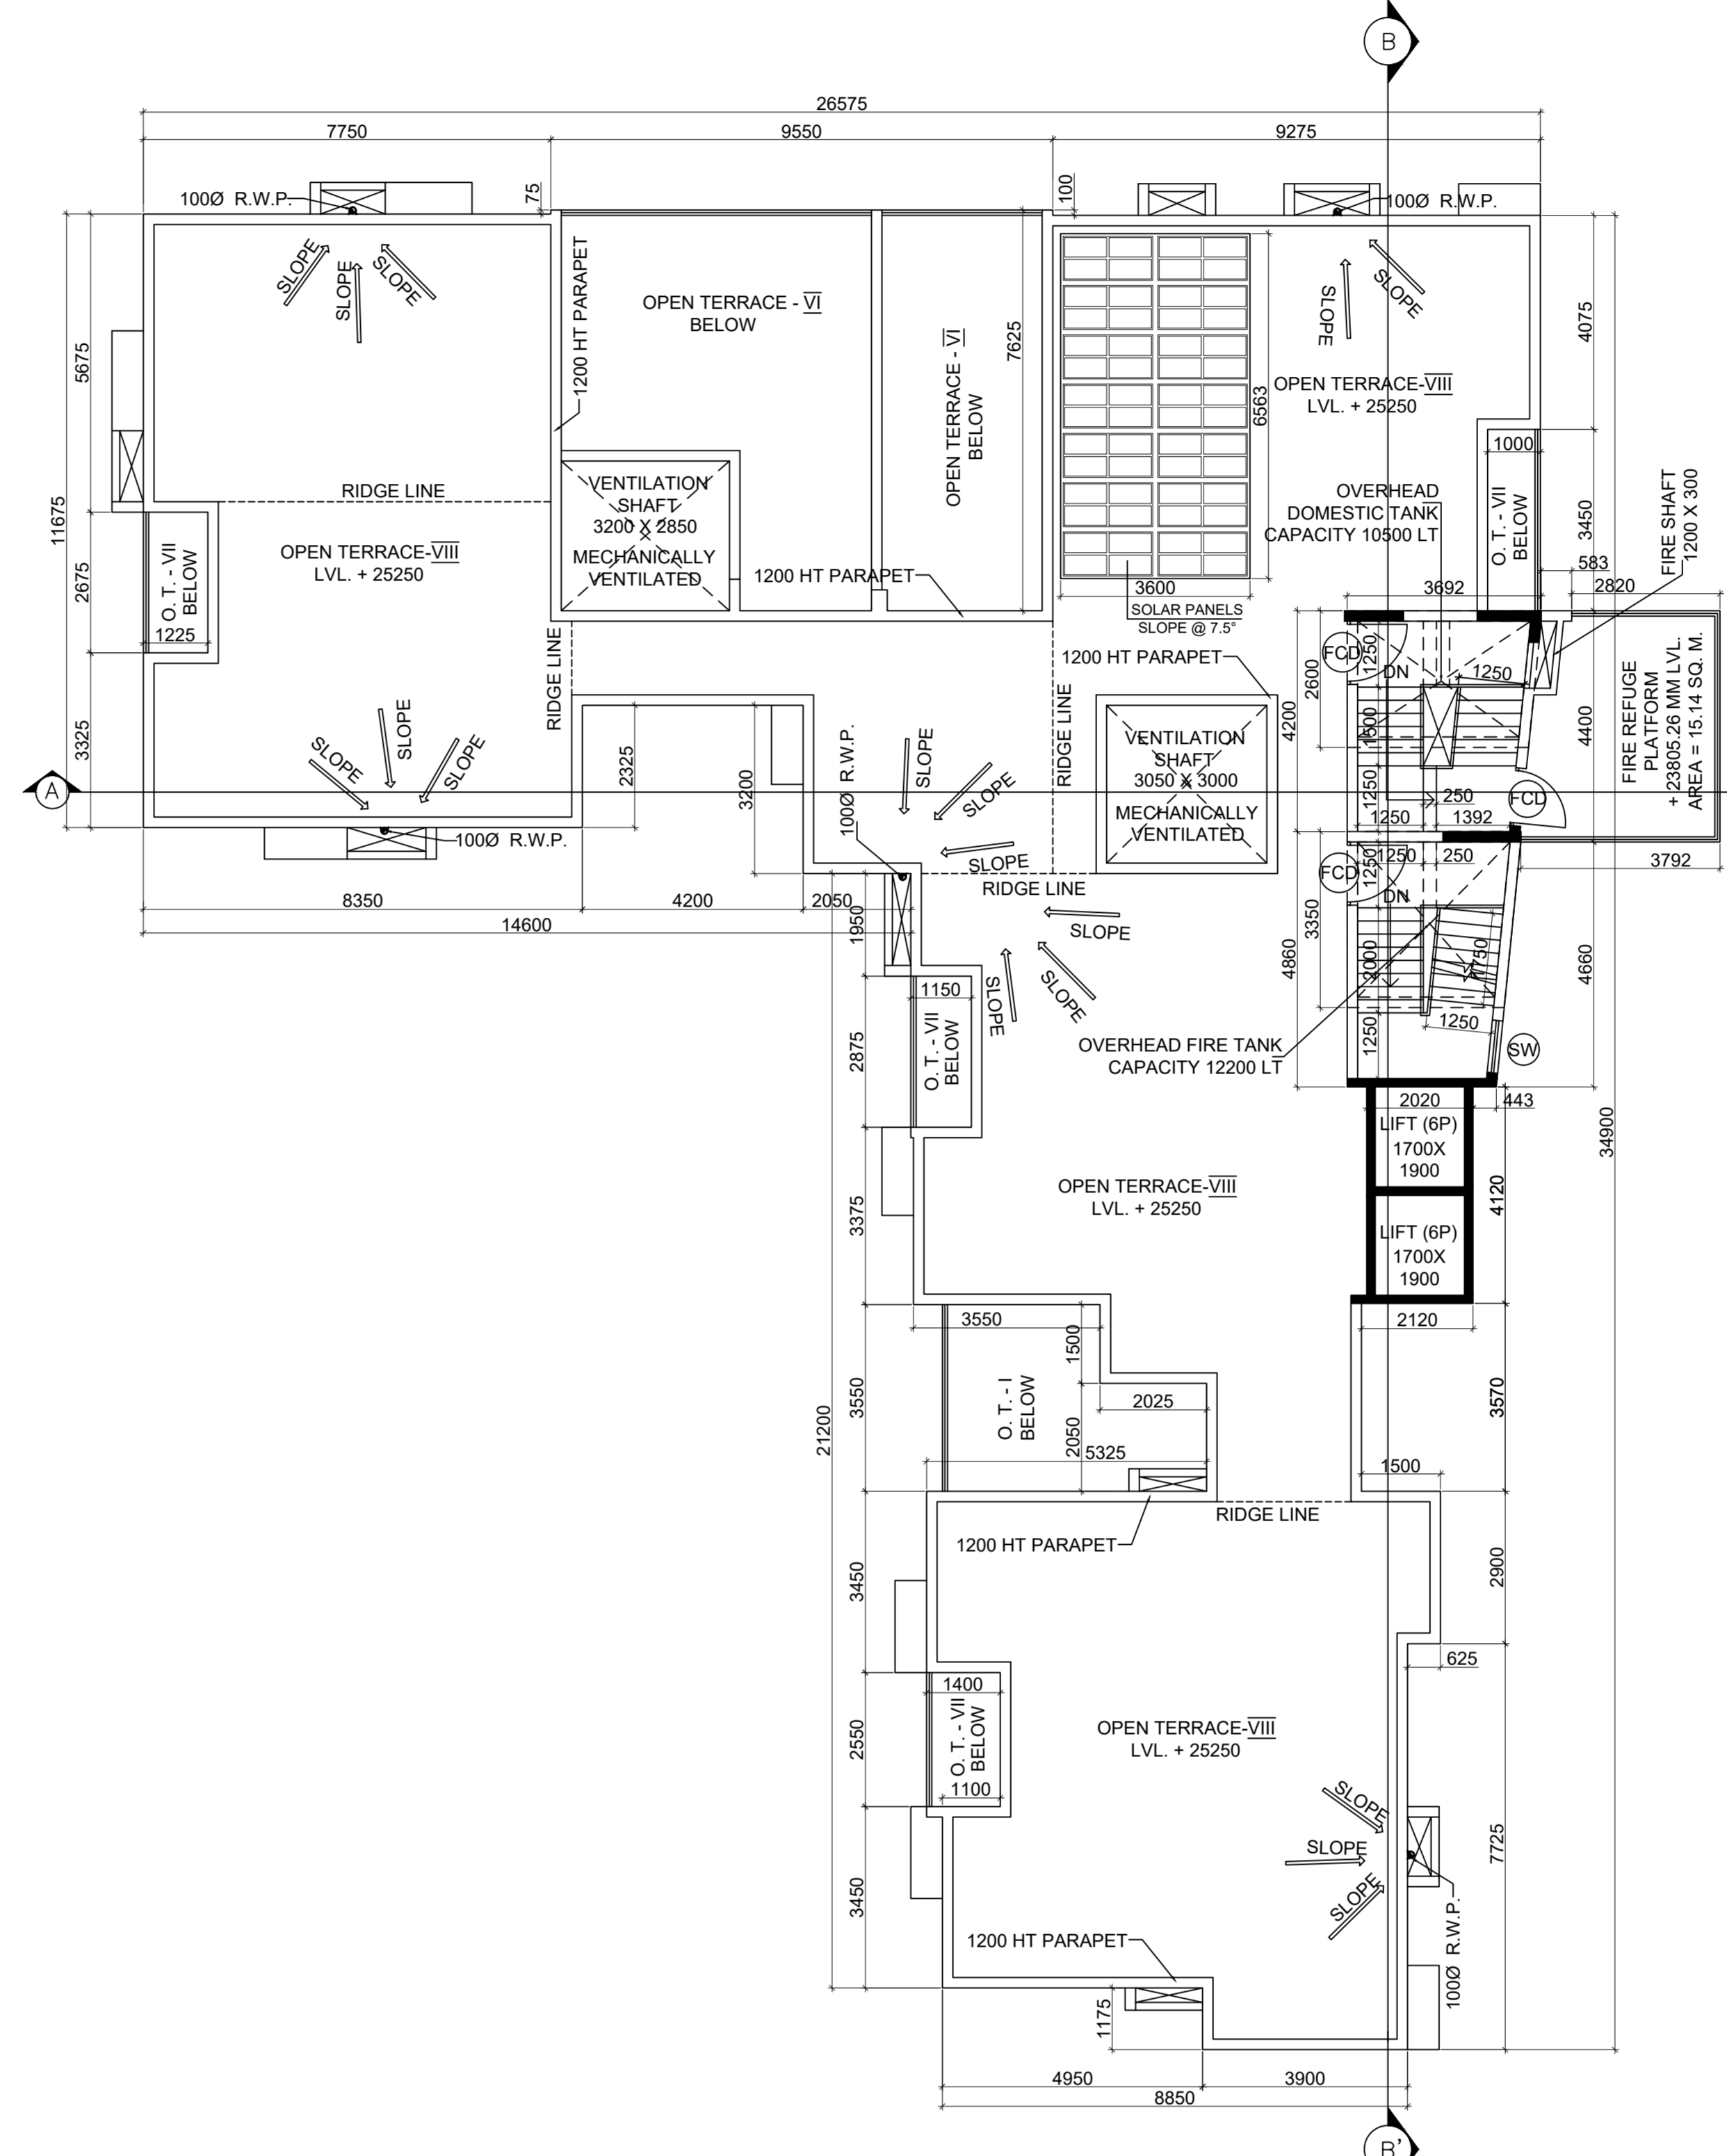 B
26575
7750
9550
9275
100Ø R.W.P.
75
100
100Ø R.W.P.
SLOPE
SLOPE
SLOPE
1200 HT PARAPET
OPEN TERRACE - VI
BELOW
OPEN TERRACE - VI
BELOW
7625
6563
SLOPE
SLOPE
OPEN TERRACE-VIII
LVL. + 25250
4075
5675
11675
RIDGE LINE
VENTILATION
SHAFT
3200 X 2850
MECHANICALLY
VENTILATED
OVERHEAD
DOMESTIC TANK
CAPACITY 10500 LT
1000
O. T. - VII
BELOW
3450
FIRE SHAFT
1200 X 300
583
2820
OPEN TERRACE-VIII
LVL. + 25250
O. T. - VII
BELOW
2675
1225
1200 HT PARAPET
3600
SOLAR PANELS
SLOPE @ 7.5°
3692
RIDGE LINE
1200 HT PARAPET
FCD
1250
DN
1250
2600
4200
1500
4400
FIRE REFUGE
PLATFORM
+ 23805.26 MM LVL.
AREA = 15.14 SQ. M.
3325
SLOPE
SLOPE
SLOPE
2325
3200
100Ø R.W.P.
SLOPE
SLOPE
RIDGE LINE
VENTILATION
SHAFT
3050 X 3000
MECHANICALLY
VENTILATED
A
1250
250
FCD
1250
1392
100Ø R.W.P.
SLOPE
RIDGE LINE
FCD
1250
1250
250
3792
DN
8350
4200
2050
14600
1950
SLOPE
SLOPE
SLOPE
3350
4860
2000
1750
4660
1150
O. T. - VII
BELOW
2875
OVERHEAD FIRE TANK
CAPACITY 12200 LT
1250
1250
SW
2020
443
LIFT (6P)
1700X
1900
34900
4120
OPEN TERRACE-VIII
LVL. + 25250
3375
LIFT (6P)
1700X
1900
3550
1500
2120
O. T. - I
BELOW
3550
2025
2050
5325
3570
21200
1500
RIDGE LINE
1200 HT PARAPET
3450
2900
625
1400
O. T. - VII
BELOW
1100
2550
OPEN TERRACE-VIII
LVL. + 25250
SLOPE
SLOPE
SLOPE
7725
3450
1200 HT PARAPET
100Ø R.W.P.
1175
4950
3900
8850
B'